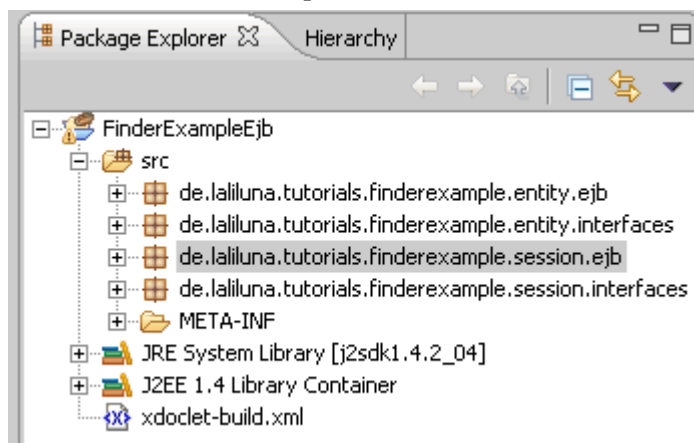 Package Explorer Hierarchy
FinderExampleEjb
src
de.laliluna.tutorials.finderexample.entity.ejb
de.laliluna.tutorials.finderexample.entity.interfaces
de.laliluna.tutorials.finderexample.session.ejb
de.laliluna.tutorials.finderexample.session.interfaces
META-INF
JRE System Library [j2sdk1.4.2_04]
J2EE 1.4 Library Container
xdoclet-build.xml